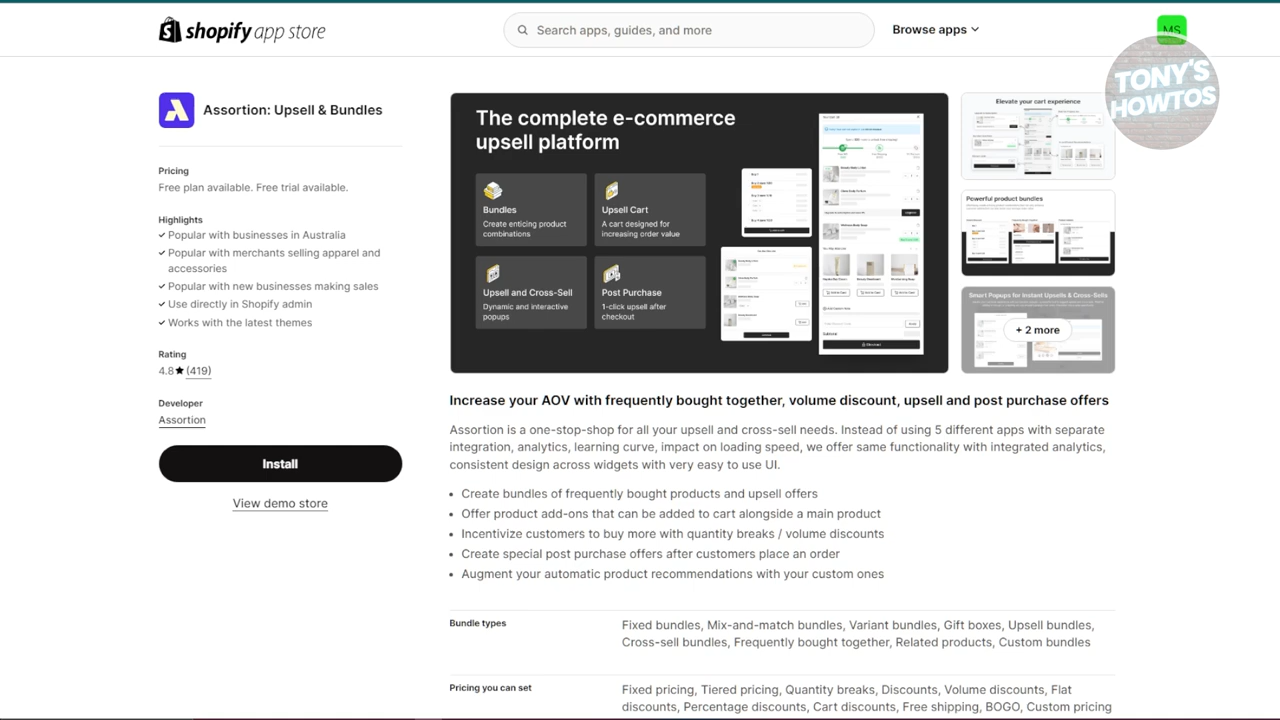 shopify app store
Search apps, guides, and more
Browse apps
MS
TONY'S
HOWTOS
Assortion: Upsell & Bundles
Pricing
Free plan available. Free trial available.
Highlights
Popular with businesses in Australia
Popular with merchants selling apparel and
accessories
Popular with new businesses making sales
Use directly in Shopify admin
Works with the latest themes
Rating
4.8★ (419)
Developer
Assortion
Install
View demo store
The complete e-commerce
upsell platform
Bundles
Create enticing product
combinations
Upsell Cart
A cart designed for
increasing order value
Upsell and Cross-Sell
Dynamic and interactive
popups
Post Purchase
1-click upsell after
checkout
Elevate your cart experience
Powerful product bundles
Smart Popups for Instant Upsells & Cross-Sells
+ 2 more
Increase your AOV with frequently bought together, volume discount, upsell and post purchase offers
Assortion is a one-stop-shop for all your upsell and cross-sell needs. Instead of using 5 different apps with separate
integration, analytics, learning curve, impact on loading speed, we offer same functionality with integrated analytics,
consistent design across widgets with very easy to use UI.
• Create bundles of frequently bought products and upsell offers
• Offer product add-ons that can be added to cart alongside a main product
• Incentivize customers to buy more with quantity breaks / volume discounts
• Create special post purchase offers after customers place an order
• Augment your automatic product recommendations with your custom ones
Bundle types
Fixed bundles, Mix-and-match bundles, Variant bundles, Gift boxes, Upsell bundles,
Cross-sell bundles, Frequently bought together, Related products, Custom bundles
Pricing you can set
Fixed pricing, Tiered pricing, Quantity breaks, Discounts, Volume discounts, Flat
discounts, Percentage discounts, Cart discounts, Free shipping, BOGO, Custom pricing